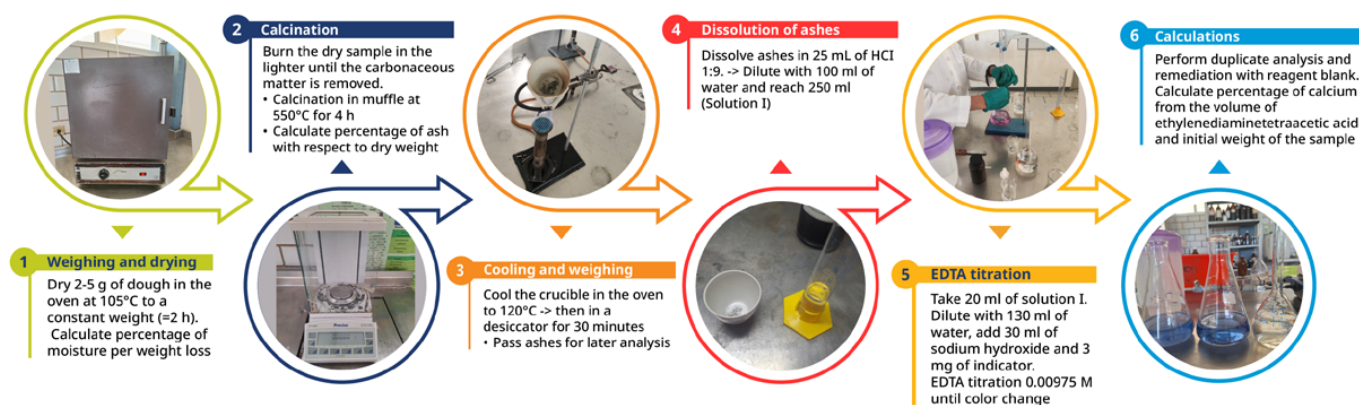 1 Weighing and drying
Dry 2-5 g of dough in the
oven at 105°C to a
constant weight (=2 h).
Calculate percentage of
moisture per weight loss
2 Calcination
Burn the dry sample in the
lighter until the carbonaceous
matter is removed.
• Calcination in muffle at
550°C for 4 h
• Calculate percentage of ash
with respect to dry weight
3 Cooling and weighing
Cool the crucible in the oven
to 120°C -> then in a
desiccator for 30 minutes
• Pass ashes for later analysis
4 Dissolution of ashes
Dissolve ashes in 25 mL of HCI
1:9. -> Dilute with 100 ml of
water and reach 250 ml
(Solution I)
5 EDTA titration
Take 20 ml of solution I.
Dilute with 130 ml of
water, add 30 ml of
sodium hydroxide and 3
mg of indicator.
EDTA titration 0.00975 M
until color change
6 Calculations
Perform duplicate analysis and
remediation with reagent blank.
Calculate percentage of calcium
from the volume of
ethylenediaminetetraacetic acid
and initial weight of the sample